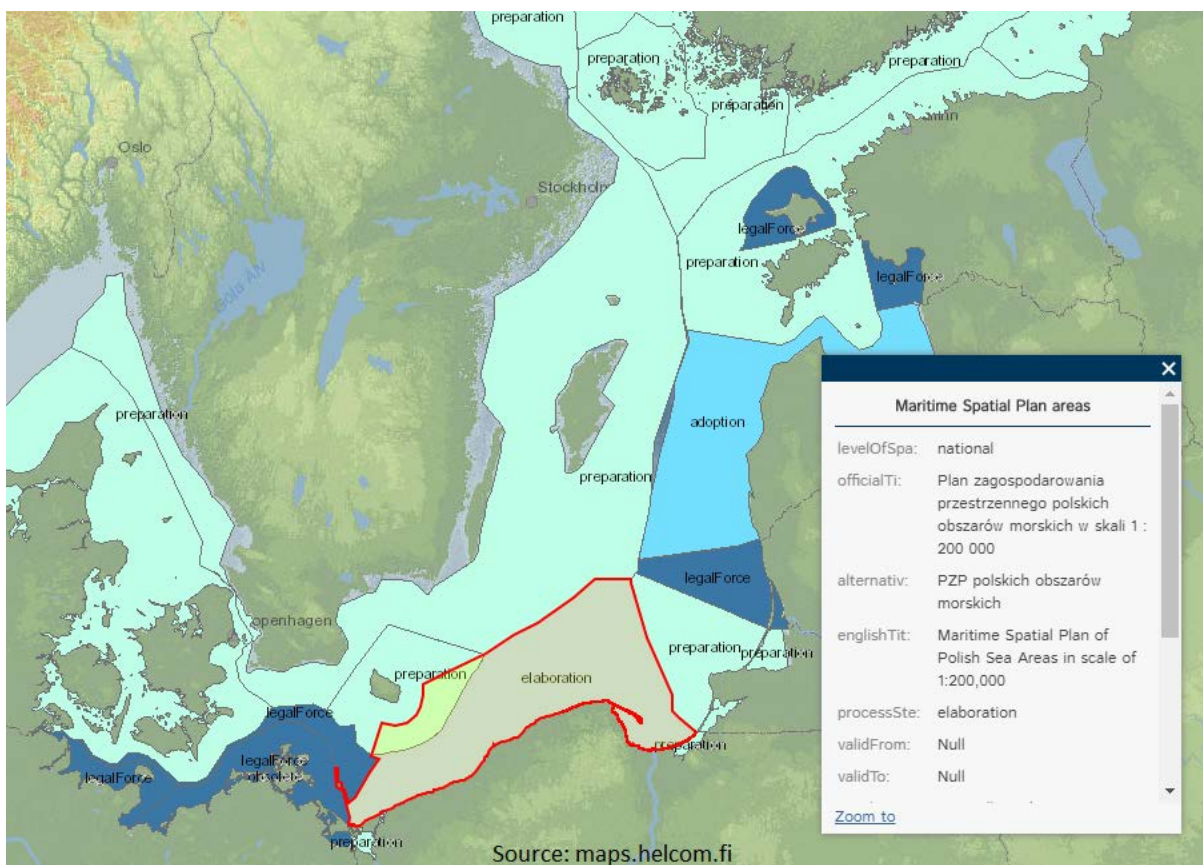 preparation
preparation
preparation
preparation
Oslo
Stockholm
legalForce
legalForce
preparation
preparation
adoption
preparation
legalForce
preparation
preparation
preparation
elaboration
legalForce
legalForce
obsolete
legalForce
preparation
preparation
Maritime Spatial Plan areas
levelOfSpa: national
officialTi: Plan zagospodarowania
przestrzennego polskich
obszarów morskich w skali 1 :
200 000
alternativ: PZP polskich obszarów
morskich
englishTit: Maritime Spatial Plan of
Polish Sea Areas in scale of
1:200,000
processSte: elaboration
validFrom: Null
validTo: Null
Zoom to
Source: maps.helcom.fi